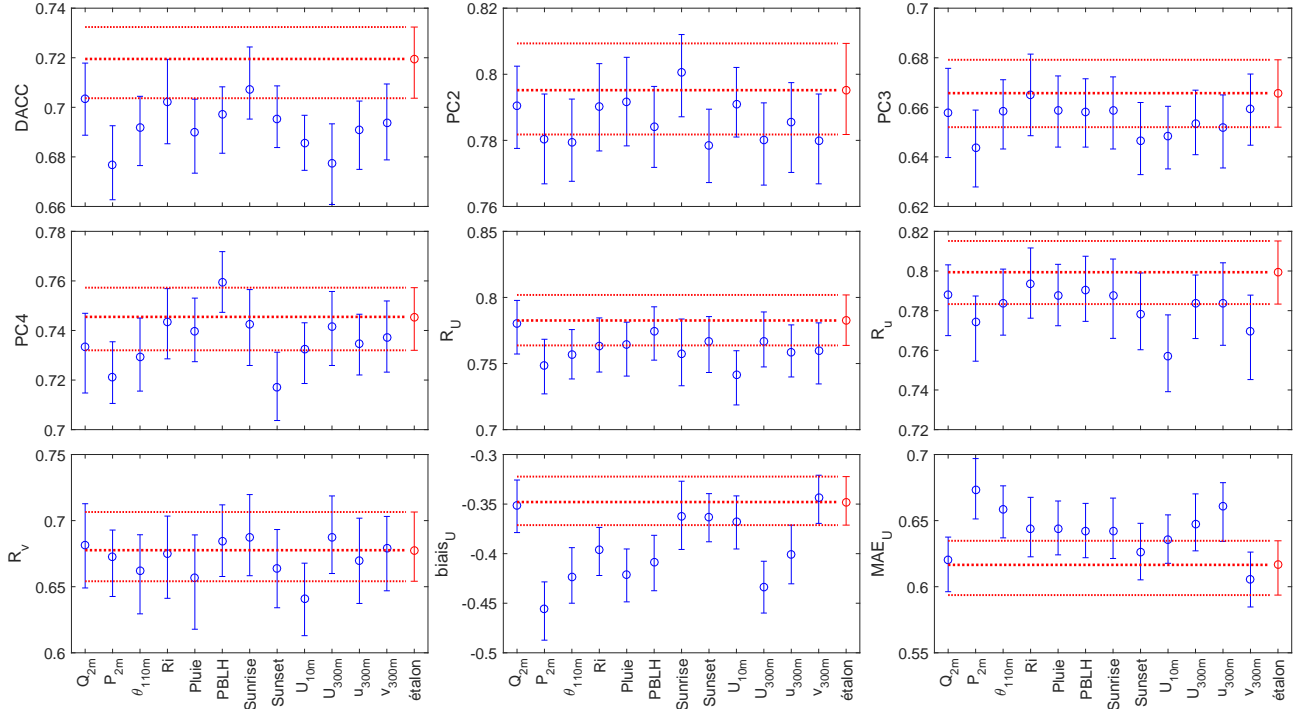 DACC
0.72
0.7
0.68
0.66
PC2
0.8
0.78
0.76
PC3
0.68
0.66
0.64
0.62
PC4
0.78
0.76
0.74
0.72
0.7
R_U
0.85
0.8
0.75
0.7
R_u
0.82
0.8
0.78
0.76
0.74
0.72
R_v
0.75
0.7
0.65
0.6
biais_U
-0.3
-0.35
-0.4
-0.45
-0.5
MAE_U
0.7
0.65
0.6
0.55
Q_2m
P_2m
θ_110m
Ri
Pluie
PBLH
Sunrise
Sunset
U_10m
U_300m
u_300m
v_300m
étalon
Q_2m
P_2m
θ_110m
Ri
Pluie
PBLH
Sunrise
Sunset
U_10m
U_300m
u_300m
v_300m
étalon
Q_2m
P_2m
θ_110m
Ri
Pluie
PBLH
Sunrise
Sunset
U_10m
U_300m
u_300m
v_300m
étalon